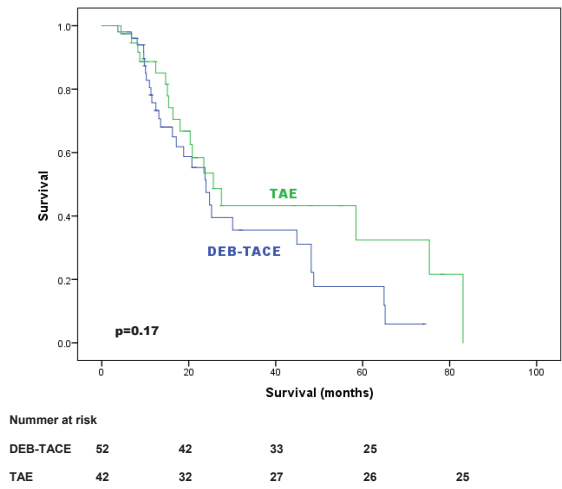 1.0
0.8
0.6
0.4
0.2
0.0
Survival
TAE
DEB-TACE
p=0.17
0 20 40 60 80 100
Survival (months)
Nummer at risk
DEB-TACE 52 42 33 25
TAE 42 32 27 26 25